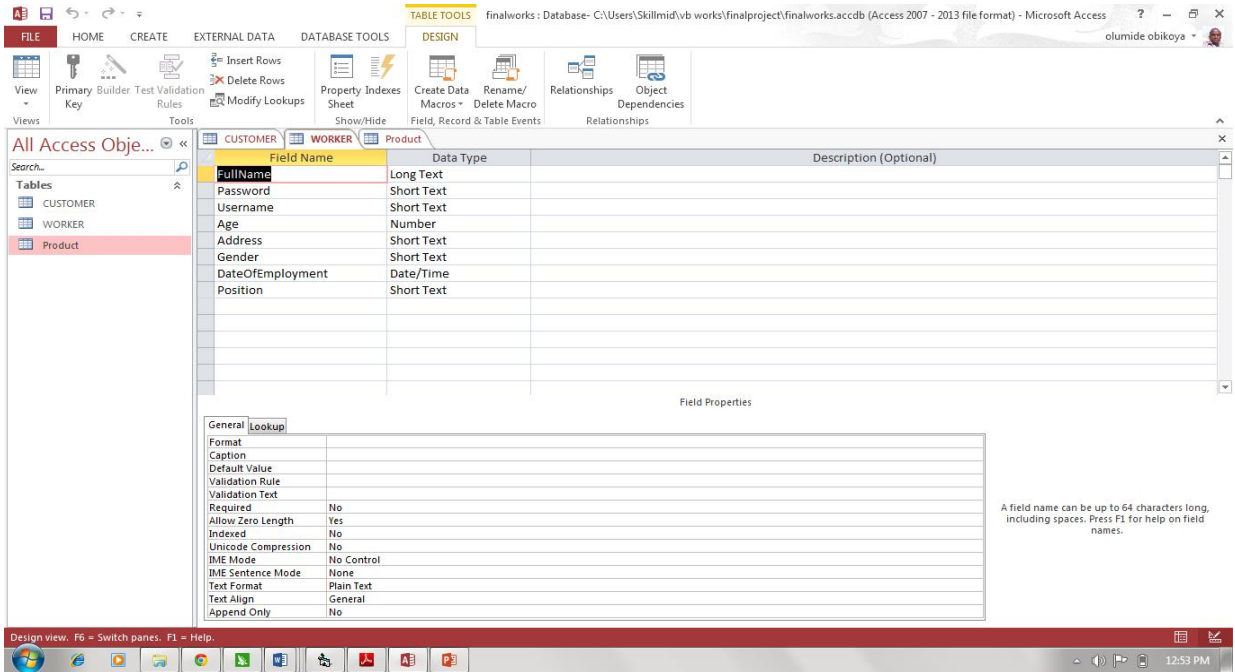 TABLE TOOLS finalworks : Database- C:\Users\Skillmid\vb works\finalproject\finalworks.accdb (Access 2007 - 2013 file format) - Microsoft Access
FILE HOME CREATE EXTERNAL DATA DATABASE TOOLS DESIGN olumide obikoya
View Primary Key Builder Test Validation Rules Insert Rows Delete Rows Modify Lookups Property Sheet Indexes Create Data Macros Rename/ Delete Macro Relationships Object Dependencies
Views Tools Show/Hide Field, Record & Table Events Relationships
All Access Obje...
Search...
Tables
CUSTOMER
WORKER
Product
CUSTOMER WORKER Product
Field Name Data Type Description (Optional)
FullName Long Text
Password Short Text
Username Short Text
Age Number
Address Short Text
Gender Short Text
DateOfEmployment Date/Time
Position Short Text
Field Properties
General Lookup
Format
Caption
Default Value
Validation Rule
Validation Text
Required No
Allow Zero Length Yes
Indexed No
Unicode Compression No
IME Mode No Control
IME Sentence Mode None
Text Format Plain Text
Text Align General
Append Only No
A field name can be up to 64 characters long,
including spaces. Press F1 for help on field
names.
Design view. F6 = Switch panes. F1 = Help.
12:53 PM